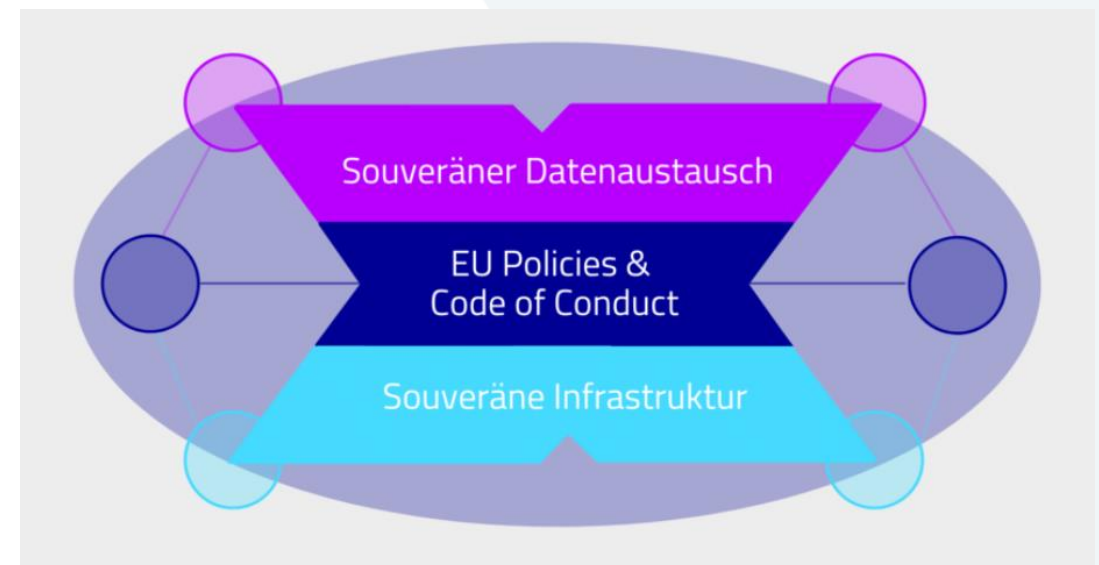 Souveräner Datenaustausch
EU Policies &
Code of Conduct
Souveräne Infrastruktur